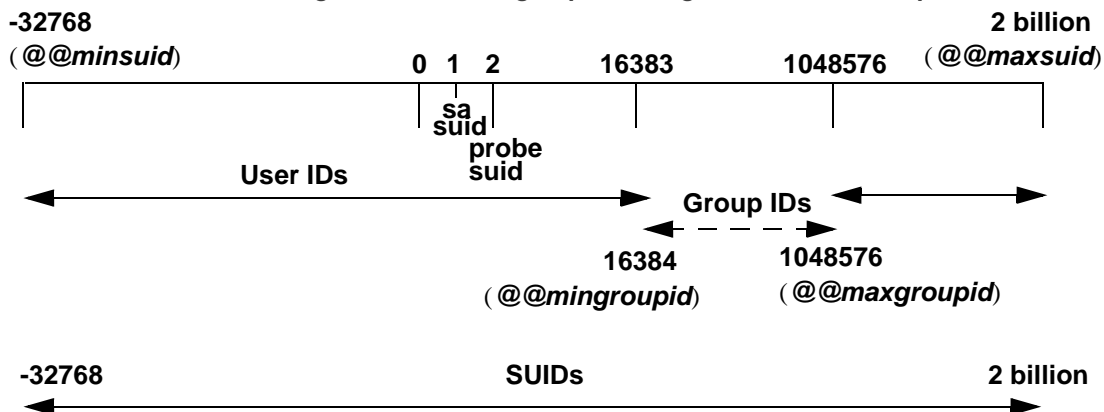 -32768 2 billion
(@@minsuid) (@@maxsuid)
0 1 2 16383 1048576
sa
suid
probe
suid
User IDs
Group IDs
16384 1048576
(@@mingroupid) (@@maxgroupid)
-32768 SUIDs 2 billion